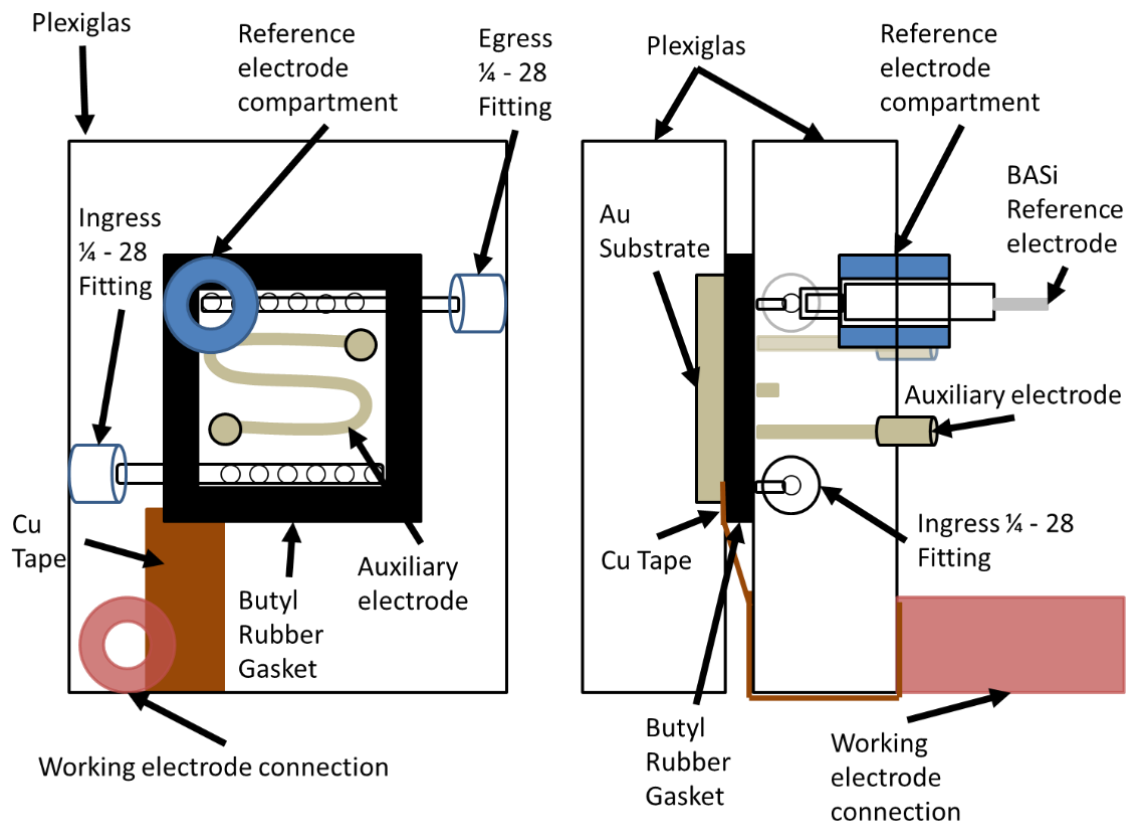 Plexiglas
Reference
electrode
compartment
Egress
¼ - 28
Fitting
Ingress
¼ - 28
Fitting
Cu
Tape
Butyl
Rubber
Gasket
Auxiliary
electrode
Working electrode connection
Plexiglas
Reference
electrode
compartment
BASi
Reference
electrode
Au
Substrate
Auxiliary electrode
Cu Tape
Ingress ¼ - 28
Fitting
Butyl
Rubber
Gasket
Working
electrode
connection